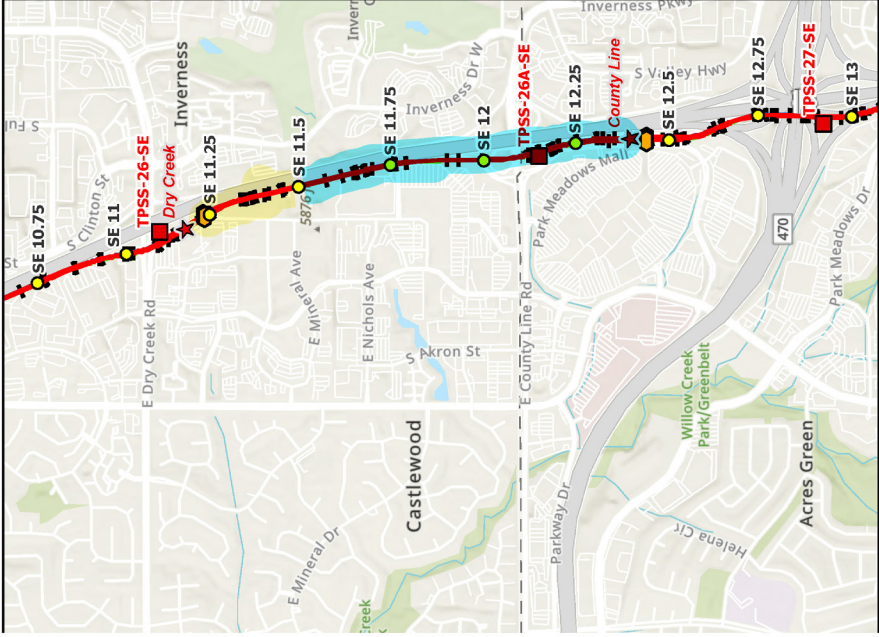 Inverness Pkwy
Inverness
S Clinton St
St
SE 10.75
SE 11
TPSS-26-SE
Dry Creek
SE 11.25
SE 11.5
5876
SE 11.75
Inverness Dr W
SE 12
TPSS-26A-SE
SE 12.25
County Line
S Valley Hwy
SE 12.5
SE 12.75
TPSS-27-SE
SE 13
Park Meadows Mall
470
Park Meadows Dr
E Dry Creek Rd
E Mineral Ave
E Nichols Ave
S Akron St
E County Line Rd
Willow Creek
Park/Greenbelt
Castlewood
Acres Green
E Mineral Dr
Parkway Dr
Helena Cir
Creek